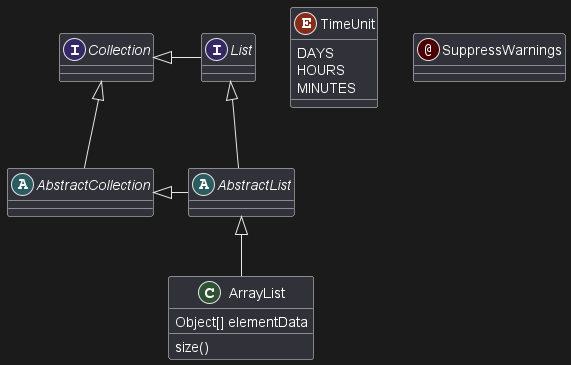 I Collection
I List
E TimeUnit
DAYS
HOURS
MINUTES
@ SuppressWarnings
A AbstractCollection
A AbstractList
C ArrayList
Object[] elementData
size()